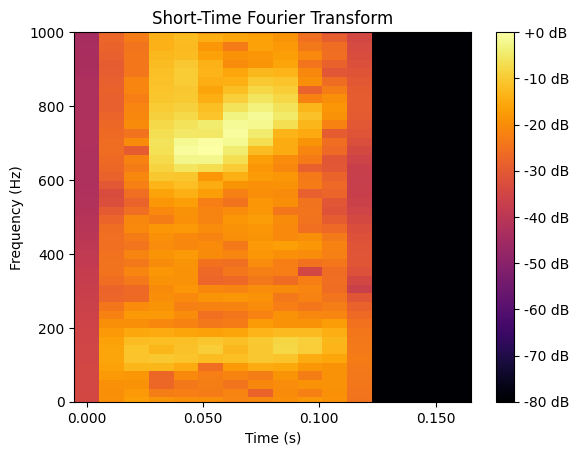 Short-Time Fourier Transform
1000
800
600
400
200
0
Frequency (Hz)
0.000
0.050
0.100
0.150
Time (s)
+0 dB
-10 dB
-20 dB
-30 dB
-40 dB
-50 dB
-60 dB
-70 dB
-80 dB